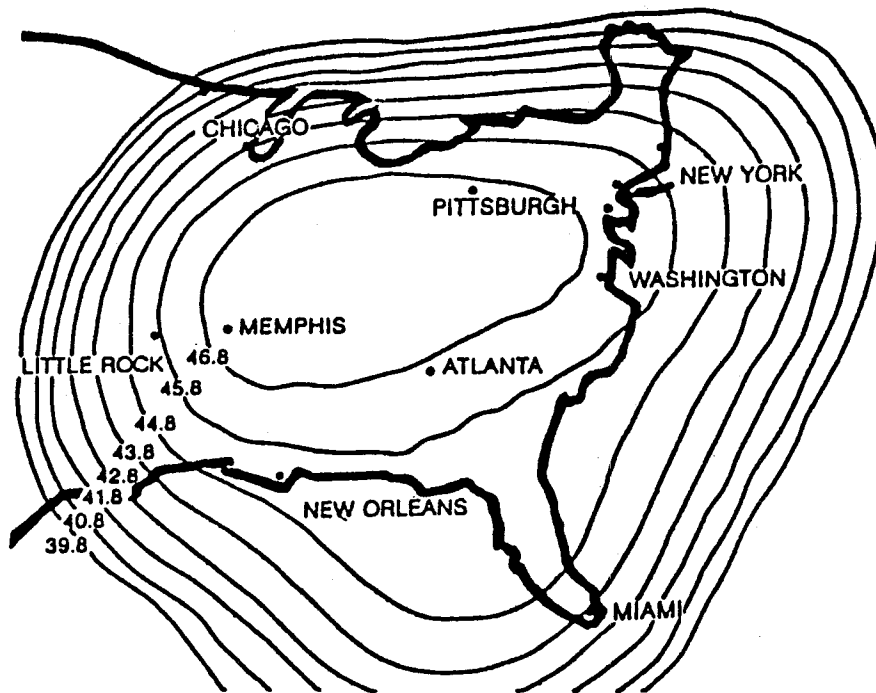 CHICAGO
NEW YORK
PITTSBURGH
WASHINGTON
MEMPHIS
46.8
LITTLE ROCK
ATLANTA
45.8
44.8
43.8
42.8
41.8
NEW ORLEANS
40.8
39.8
MIAMI